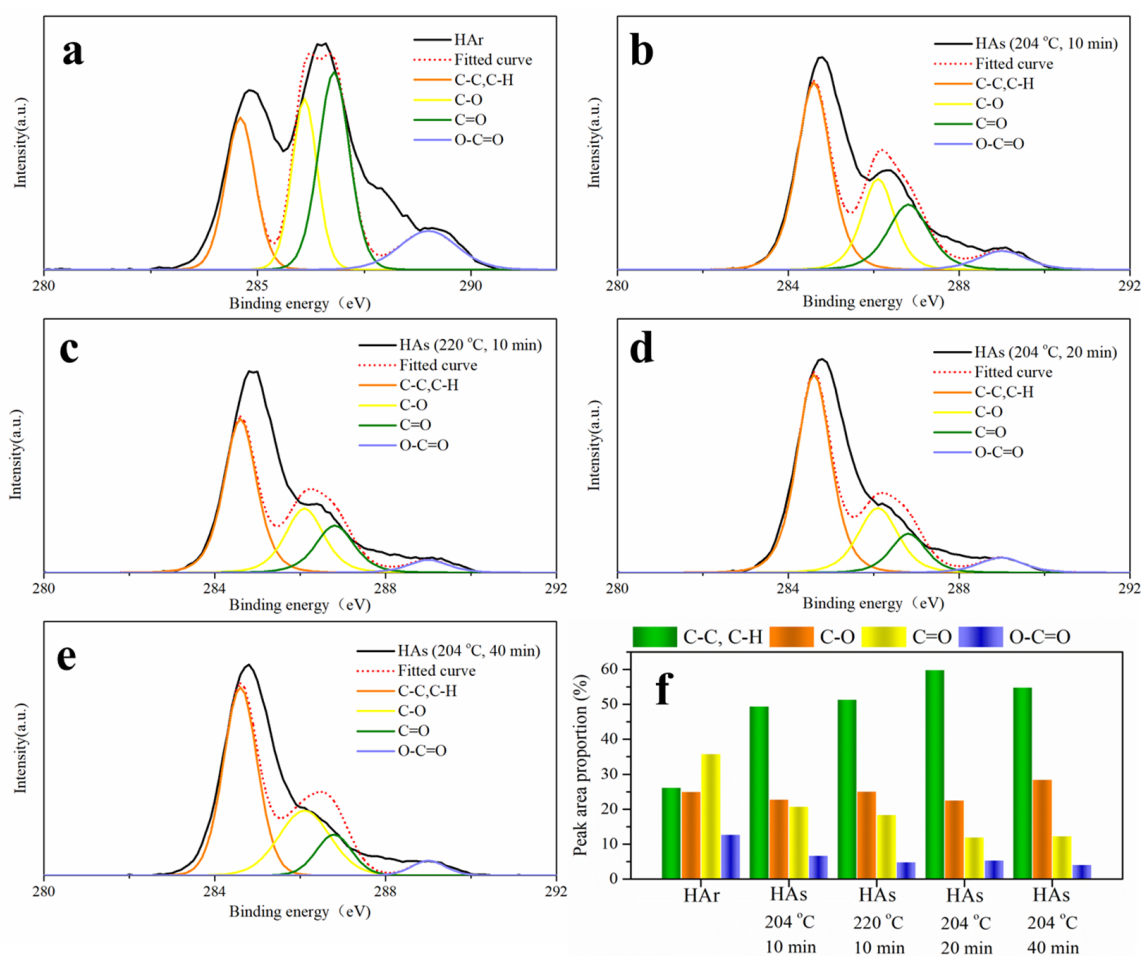 a
HAr
Fitted curve
C-C,C-H
C-O
C=O
O-C=O
Intensity(a.u.)
280
285
290
Binding energy（eV）
b
HAs (204 °C, 10 min)
Fitted curve
C-C,C-H
C-O
C=O
O-C=O
Intensity(a.u.)
280
284
288
292
Binding energy（eV）
c
HAs (220 °C, 10 min)
Fitted curve
C-C,C-H
C-O
C=O
O-C=O
Intensity(a.u.)
280
284
288
292
Binding energy（eV）
d
HAs (204 °C, 20 min)
Fitted curve
C-C,C-H
C-O
C=O
O-C=O
Intensity(a.u.)
280
284
288
292
Binding energy（eV）
e
HAs (204 °C, 40 min)
Fitted curve
C-C,C-H
C-O
C=O
O-C=O
Intensity(a.u.)
280
284
288
292
Binding energy（eV）
C-C, C-H
C-O
C=O
O-C=O
f
Peak area proportion (%)
60
50
40
30
20
10
0
HAr
HAs
204 °C
10 min
HAs
220 °C
10 min
HAs
204 °C
20 min
HAs
204 °C
40 min